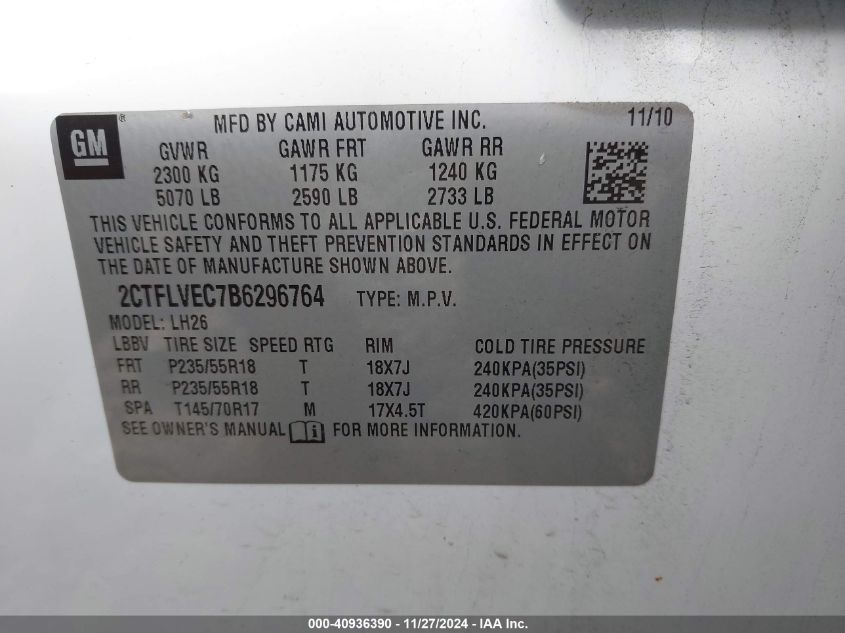 GM ® MFD BY CAMI AUTOMOTIVE INC. 11/10
GVWR GAWR FRT GAWR RR
2300 KG 1175 KG 1240 KG
5070 LB 2590 LB 2733 LB
THIS VEHICLE CONFORMS TO ALL APPLICABLE U.S. FEDERAL MOTOR
VEHICLE SAFETY AND THEFT PREVENTION STANDARDS IN EFFECT ON
THE DATE OF MANUFACTURE SHOWN ABOVE.
2CTFLVEC7B6296764 TYPE: M.P.V.
MODEL: LH26
LBBV TIRE SIZE SPEED RTG RIM COLD TIRE PRESSURE
FRT P235/55R18 T 18X7J 240KPA(35PSI)
RR P235/55R18 T 18X7J 240KPA(35PSI)
SPA T145/70R17 M 17X4.5T 420KPA(60PSI)
SEE OWNER'S MANUAL i FOR MORE INFORMATION.
000-40936390 - 11/27/2024 - IAA Inc.